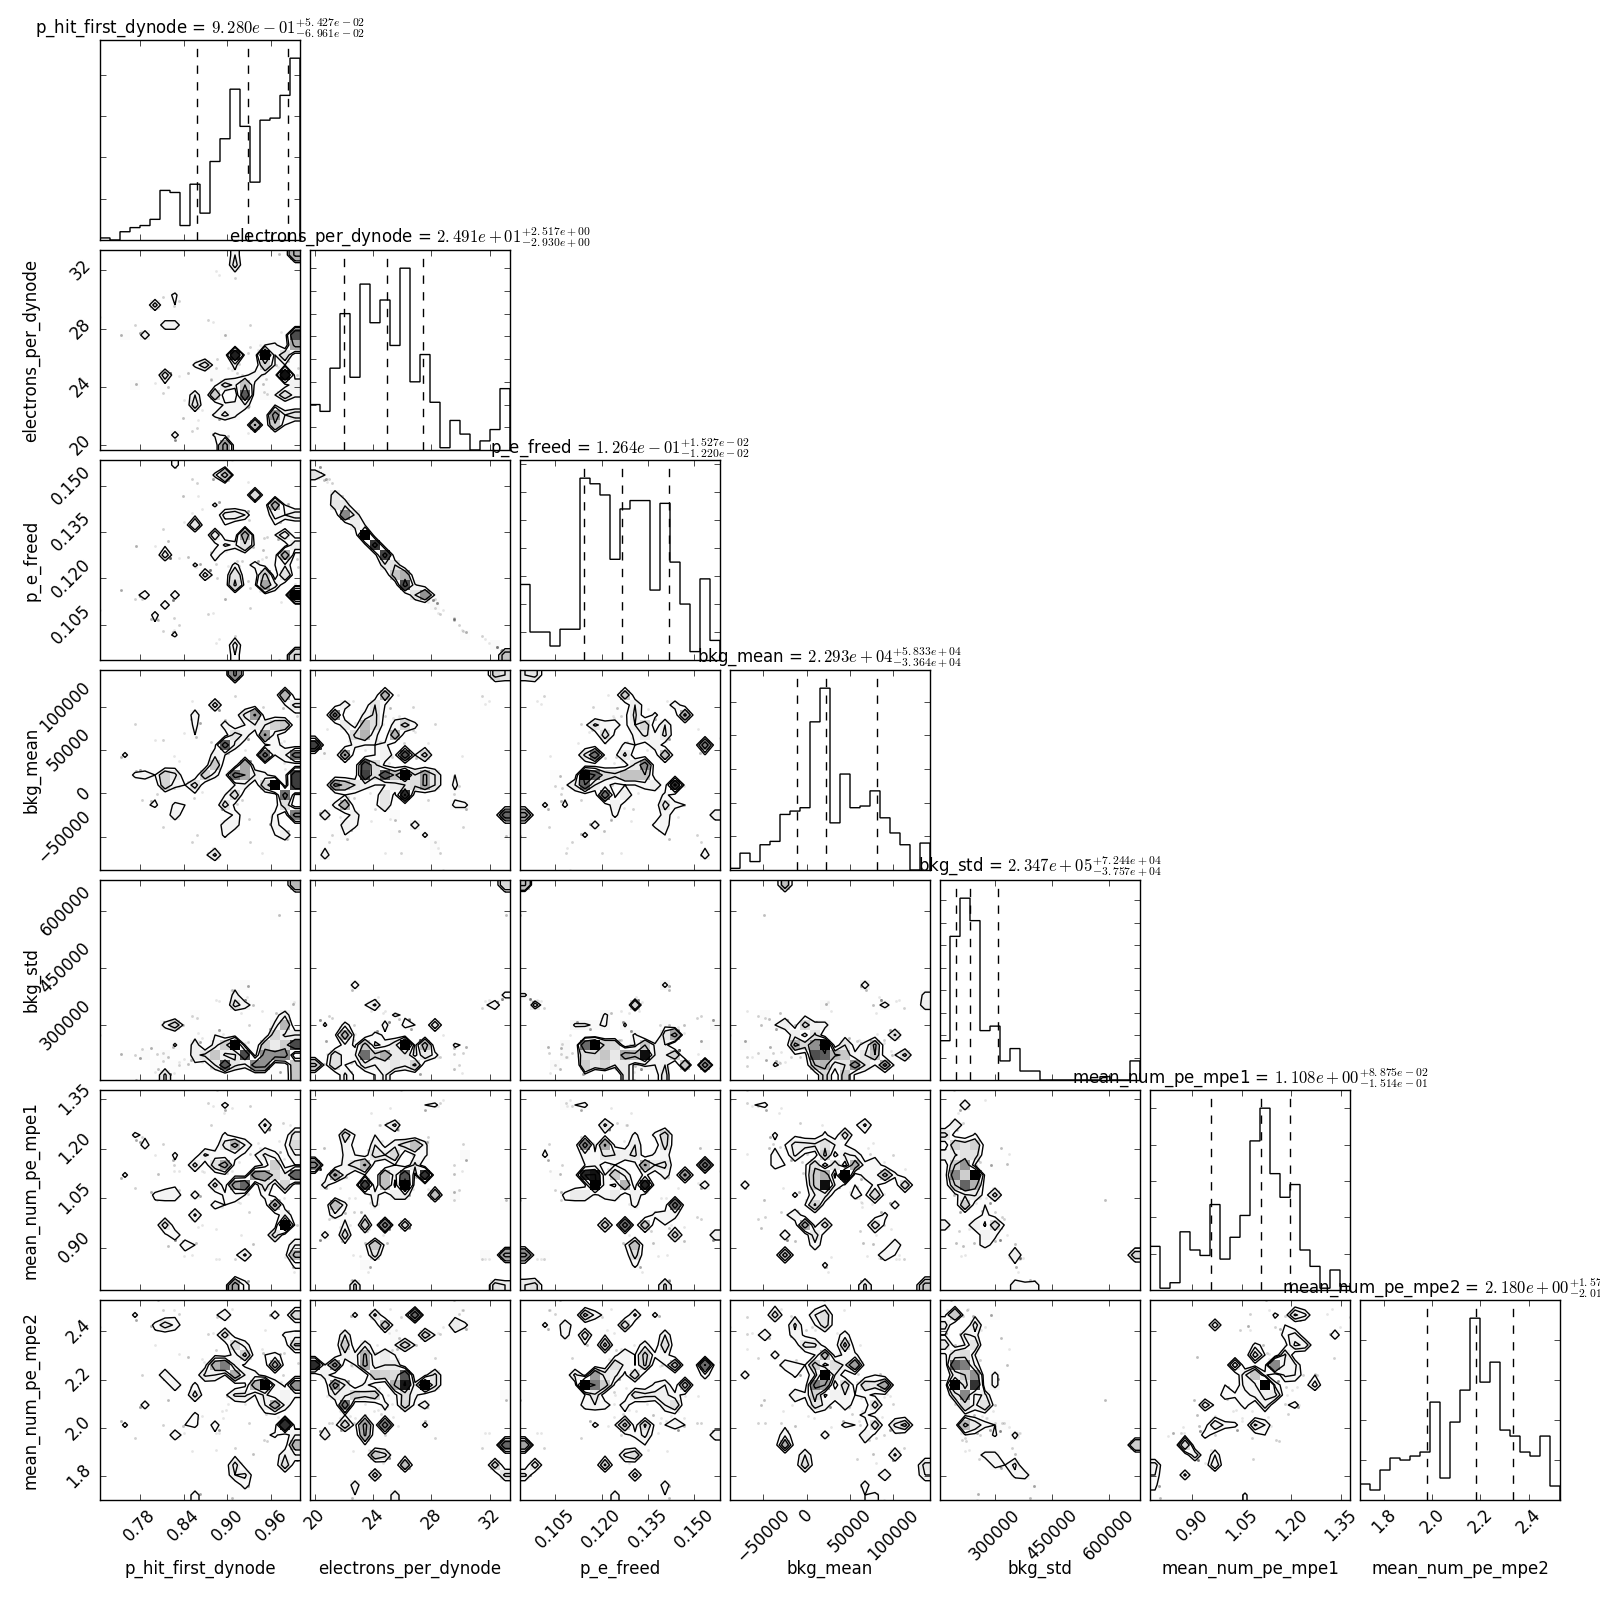 p_hit_first_dynode = 9.280e−01 +5.427e−02 −6.961e−02
electrons_per_dynode = 2.491e+01 +2.517e+00 −2.930e+00
32
28
24
20
electrons_per_dynode
p_e_freed = 1.264e−01 +1.527e−02 −1.220e−02
0.150
0.135
0.120
0.105
p_e_freed
bkg_mean = 2.293e+04 +5.833e+04 −3.364e+04
100000
50000
0
−50000
bkg_mean
bkg_std = 2.347e+05 +7.244e+04 −3.757e+04
600000
450000
300000
bkg_std
mean_num_pe_mpe1 = 1.108e+00 +8.875e−02 −1.514e−01
1.35
1.20
1.05
0.90
mean_num_pe_mpe1
mean_num_pe_mpe2 = 2.180e+00 +1.57 −2.01
2.4
2.2
2.0
1.8
mean_num_pe_mpe2
0.78 0.84 0.90 0.96 20 24 28 32 0.105 0.120 0.135 0.150 −50000 0 50000 100000 300000 450000 600000 0.90 1.05 1.20 1.35 1.8 2.0 2.2 2.4
p_hit_first_dynode electrons_per_dynode p_e_freed bkg_mean bkg_std mean_num_pe_mpe1 mean_num_pe_mpe2